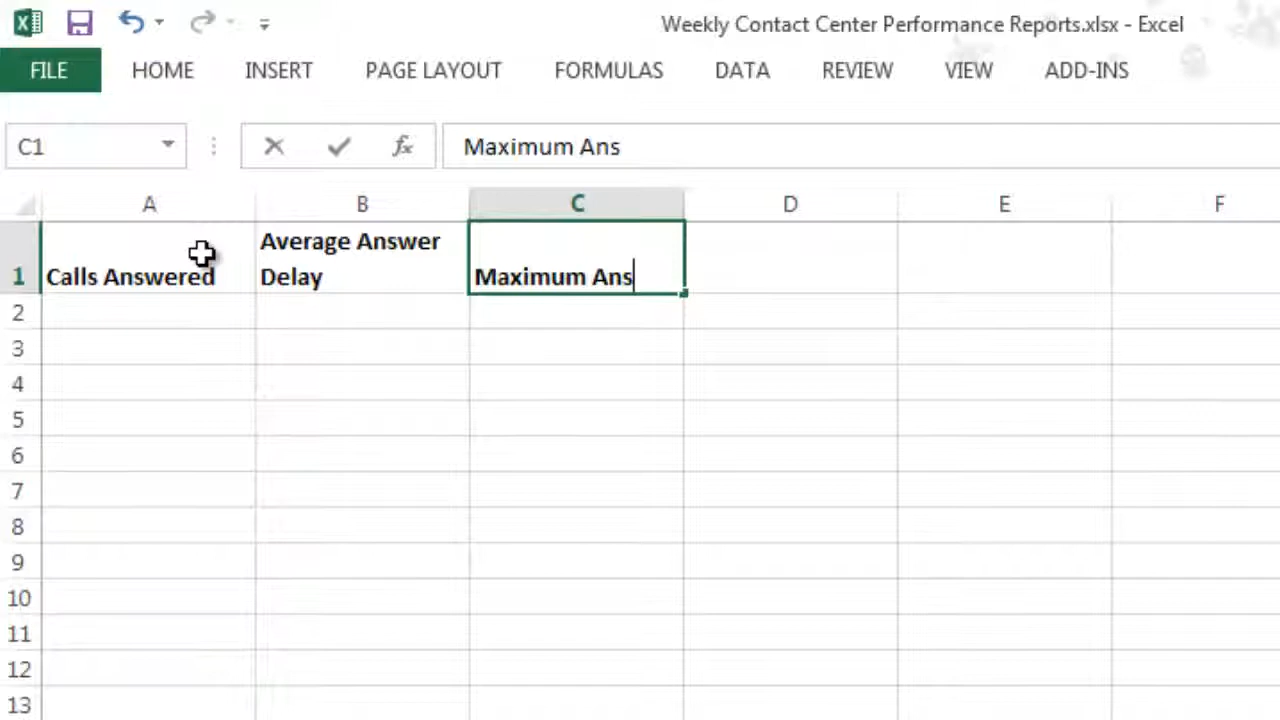 Weekly Contact Center Performance Reports.xlsx - Excel
FILE HOME INSERT PAGE LAYOUT FORMULAS DATA REVIEW VIEW ADD-INS
C1 fx Maximum Ans
A B C D E F
Average Answer
1 Calls Answered Delay Maximum Ans
2
3
4
5
6
7
8
9
10
11
12
13